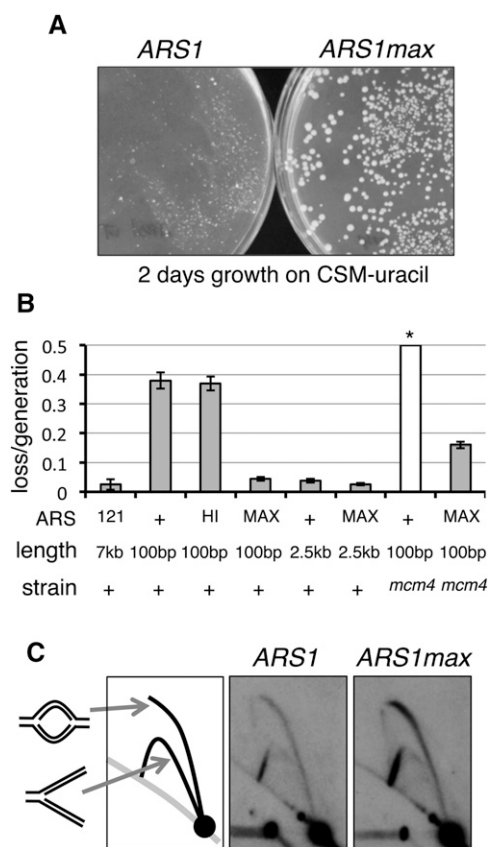 A
ARS1 ARS1max
2 days growth on CSM-uracil
B
loss/generation
0.5
0.4
0.3
0.2
0.1
0
*
ARS 121 + HI MAX + MAX + MAX
length 7kb 100bp 100bp 100bp 2.5kb 2.5kb 100bp 100bp
strain + + + + + + mcm4 mcm4
C
ARS1 ARS1max